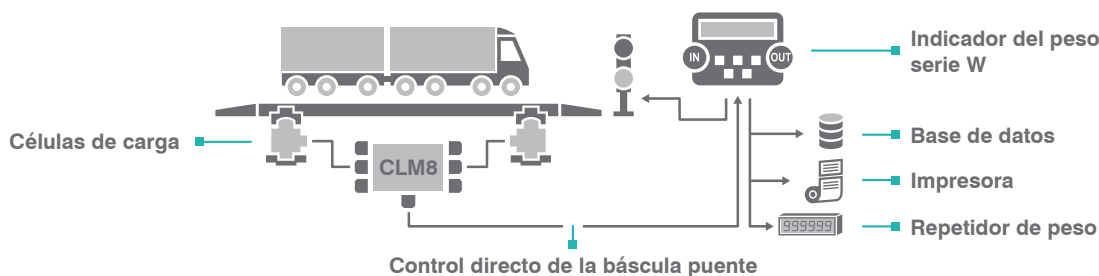 Indicador del peso
serie W
IN
OUT
Células de carga
CLM8
Base de datos
Impresora
999999
Repetidor de peso
Control directo de la báscula puente